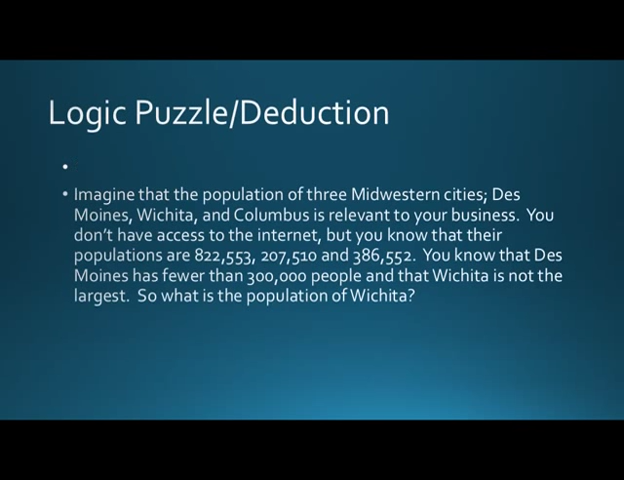 Logic Puzzle/Deduction
•
• Imagine that the population of three Midwestern cities; Des
Moines, Wichita, and Columbus is relevant to your business. You
don't have access to the internet, but you know that their
populations are 822,553, 207,510 and 386,552. You know that Des
Moines has fewer than 300,000 people and that Wichita is not the
largest. So what is the population of Wichita?